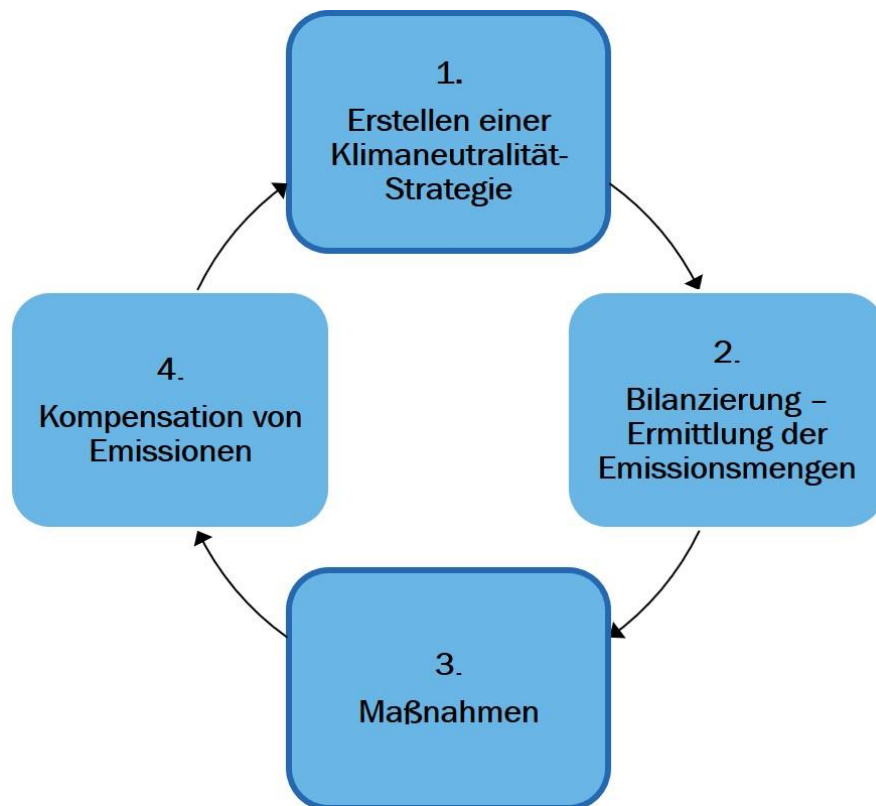 1.
Erstellen einer
Klimaneutralität-
Strategie
2.
Bilanzierung –
Ermittlung der
Emissionsmengen
3.
Maßnahmen
4.
Kompensation von
Emissionen